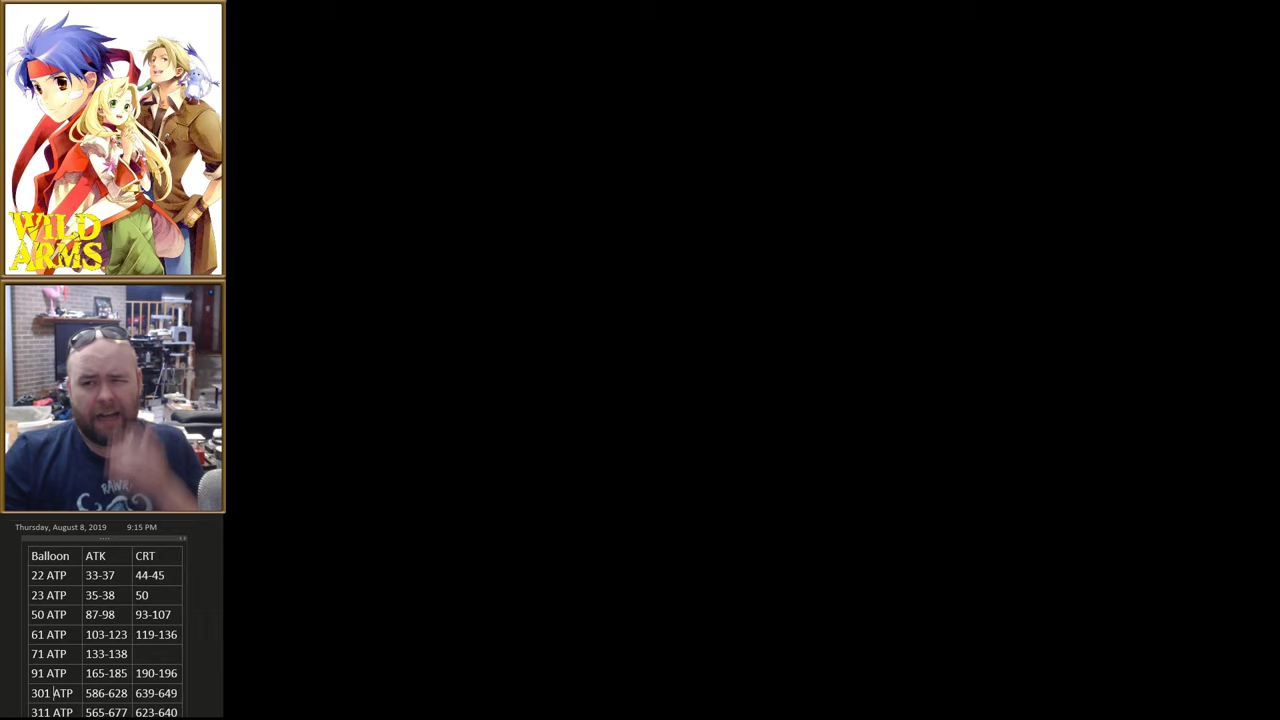 WILD
ARMS
RAWR!
Thursday, August 8, 2019 9:15 PM
Balloon ATK CRT
22 ATP 33-37 44-45
23 ATP 35-38 50
50 ATP 87-98 93-107
61 ATP 103-123 119-136
71 ATP 133-138
91 ATP 165-185 190-196
301 ATP 586-628 639-649
311 ATP 565-677 623-640